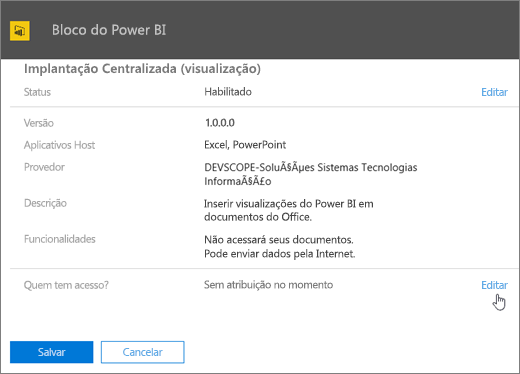 Bloco do Power BI
Implantação Centralizada (visualização)
Status Habilitado Editar
Versão 1.0.0.0
Aplicativos Host Excel, PowerPoint
Provedor DEVSCOPE-SoluÃ§Ãµes Sistemas Tecnologias
InformaÃ§Ã£o
Descrição Inserir visualizações do Power BI em
documentos do Office.
Funcionalidades Não acessará seus documentos.
Pode enviar dados pela Internet.
Quem tem acesso? Sem atribuição no momento Editar
Salvar Cancelar